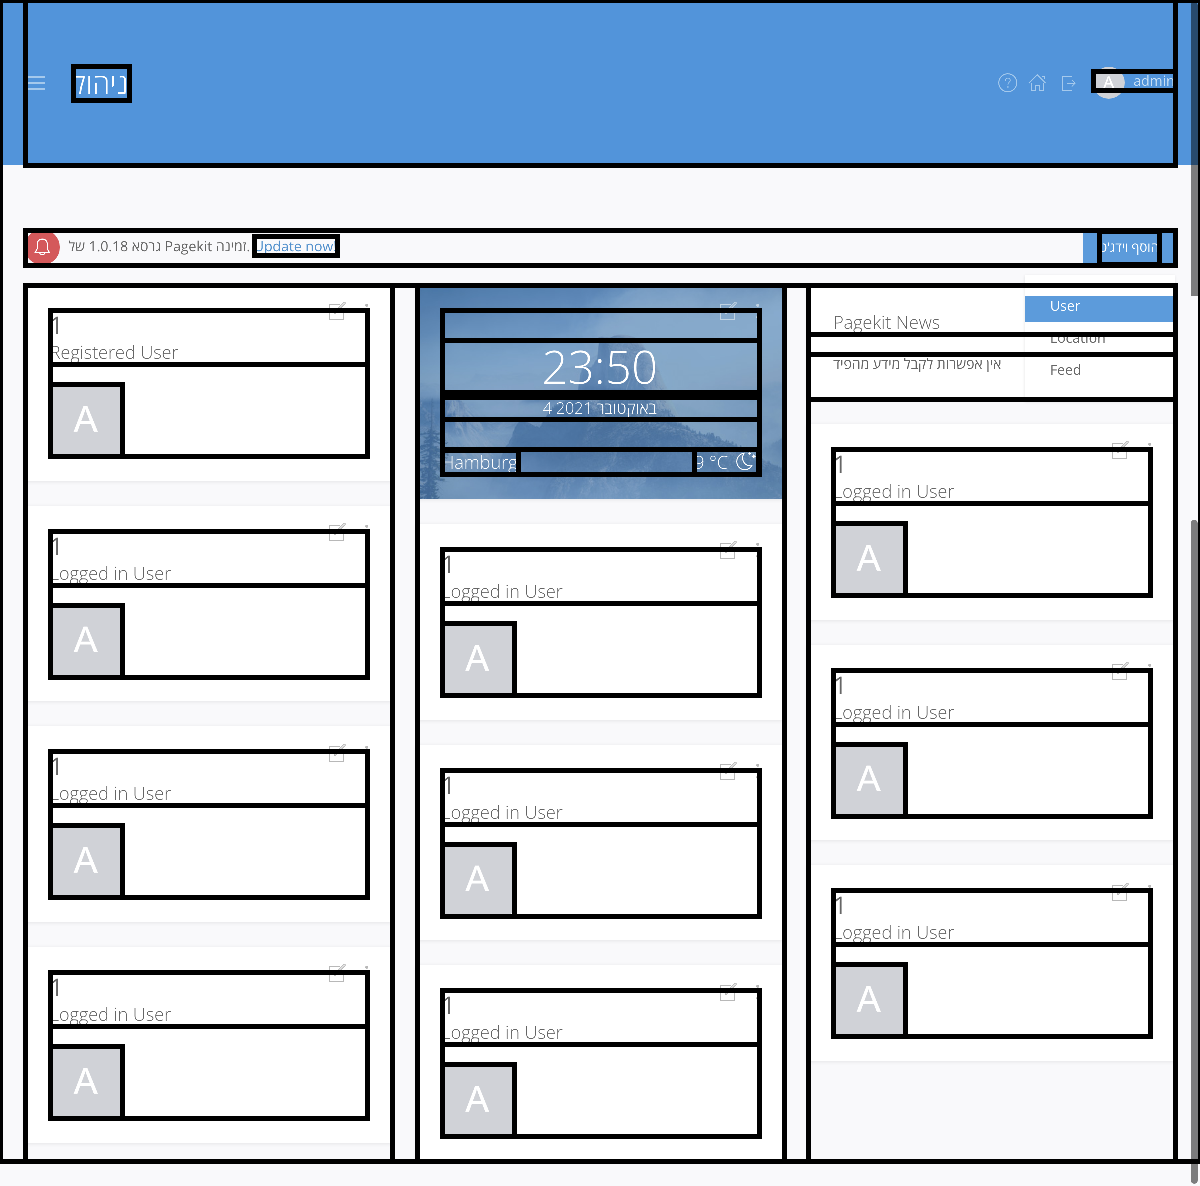 ניהול
A admin
גרסא 1.0.18 של Pagekit זמינה. Update now!
הוסף וידג'ט
1
Registered User
A
1
Logged in User
A
1
Logged in User
A
1
Logged in User
A
23:50
4 באוקטובר 2021
Hamburg
9 °C
1
Logged in User
A
1
Logged in User
A
1
Logged in User
A
Pagekit News
אין אפשרות לקבל מידע מהפיד
User
Location
Feed
1
Logged in User
A
1
Logged in User
A
1
Logged in User
A